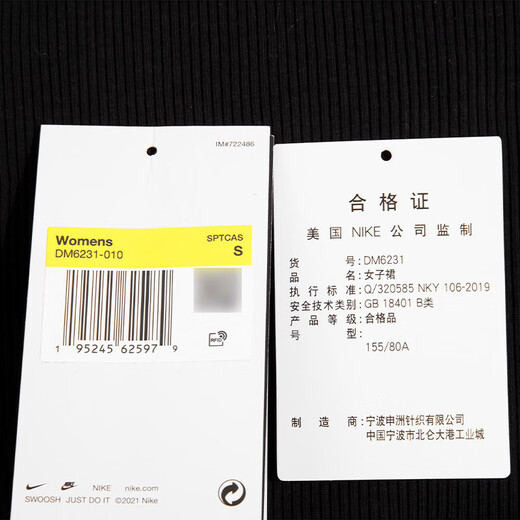 IM#722486
Womens SPTCAS
DM6231-010 S
1 95245 62597 9
RFID
NIKE nike.com
SWOOSH JUST DO IT ©2021 Nike
合格证
美国NIKE公司监制
货号:DM6231
品名:女子裙
执行标准:Q/320585 NKY 106-2019
安全技术类别:GB 18401 B类
产品等级:合格品
号型:
155/80A
制造商:宁波申洲针织有限公司
中国宁波市北仑大港工业城